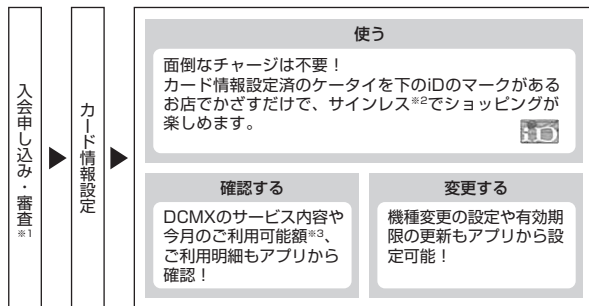 入会申し込み・審査※1
カード情報設定
使う
面倒なチャージは不要！
カード情報設定済のケータイを下のiDのマークがある
お店でかざすだけで、サインレス※2でショッピングが
楽しめます。
iD
確認する
DCMXのサービス内容や
今月のご利用可能額※3、
ご利用明細もアプリから
確認！
変更する
機種変更の設定や有効期
限の更新もアプリから設
定可能！